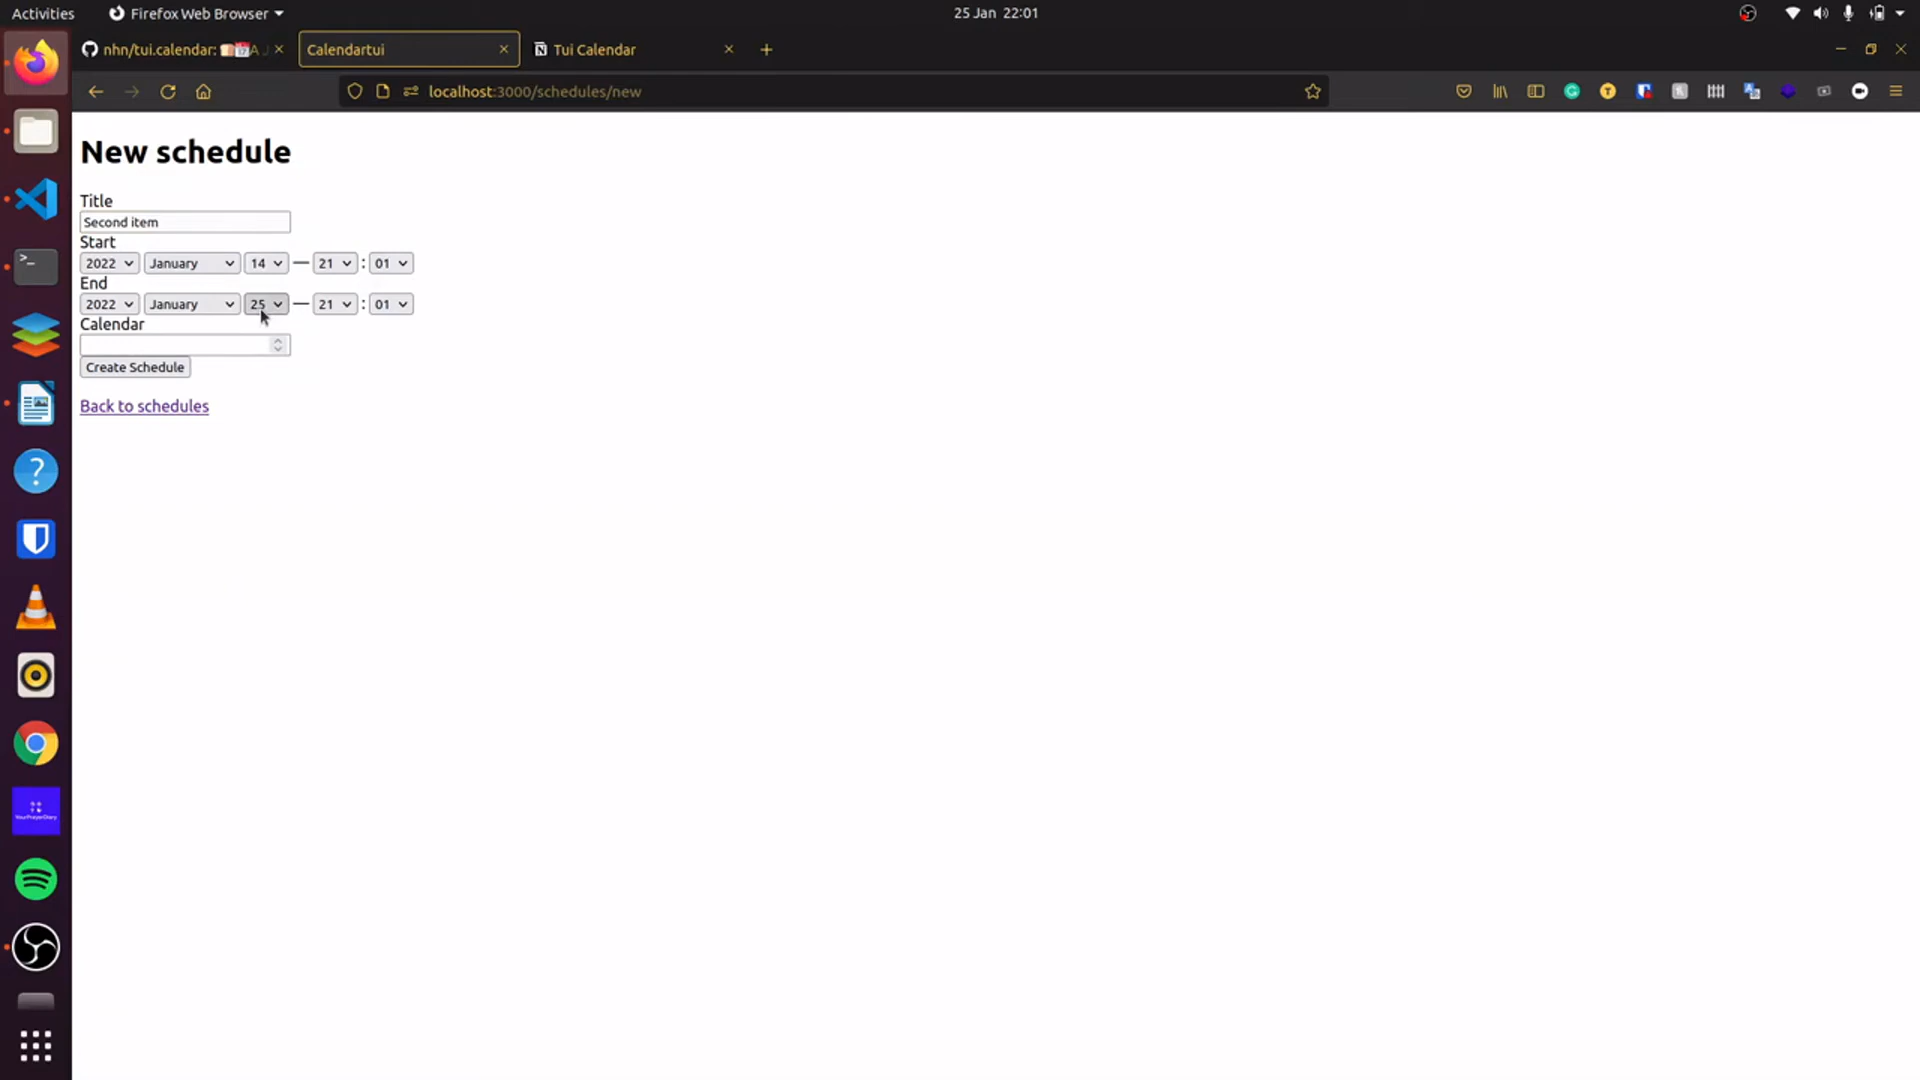 Activities Firefox Web Browser 25 Jan 22:01
nhn/tui.calendar: Calendartui Tui Calendar
localhost:3000/schedules/new
New schedule
Title
Second item
Start
2022 January 14 — 21 : 01
End
2022 January 25 — 21 : 01
Calendar
Create Schedule
Back to schedules
YourPrayerDiary